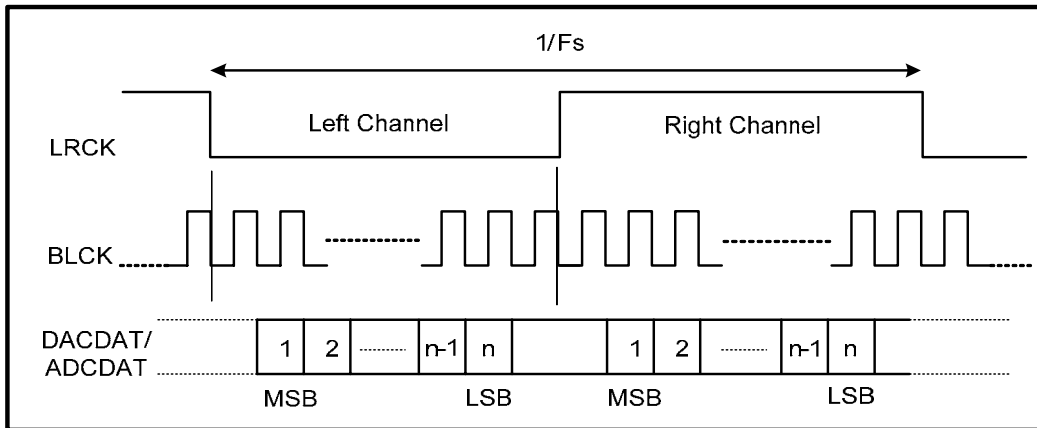 1/Fs
Left Channel
Right Channel
LRCK
BLCK
DACDAT/
ADCDAT
1 2 n-1 n 1 2 n-1 n
MSB LSB MSB LSB